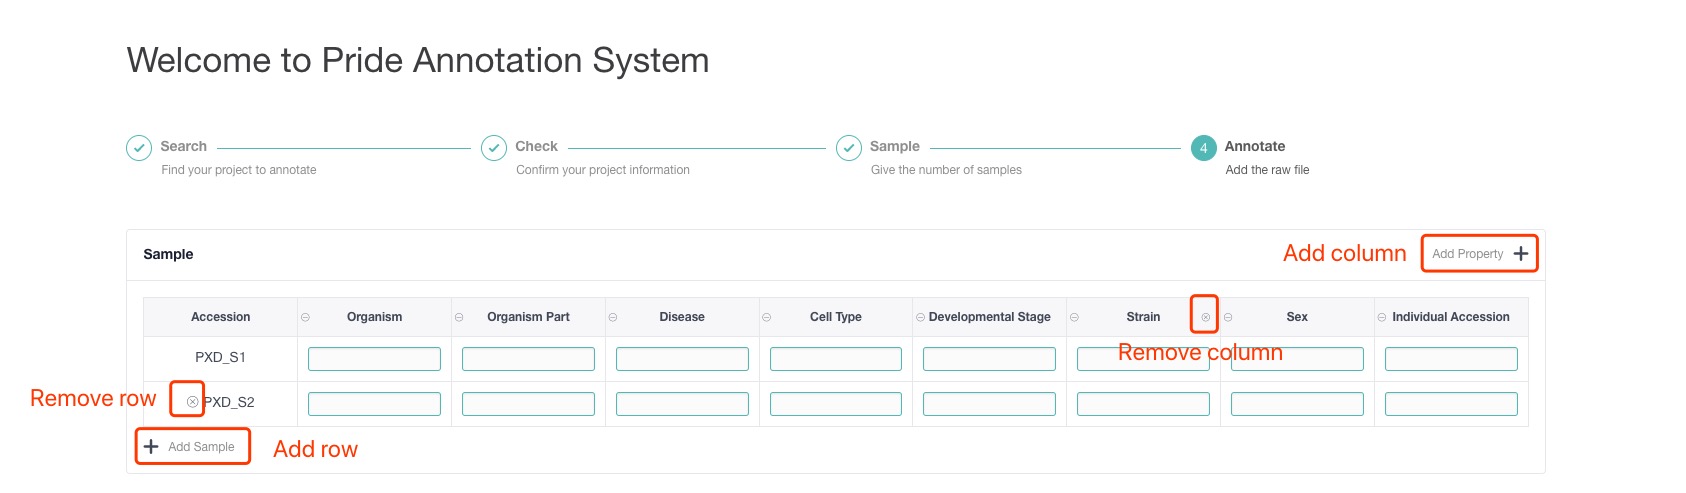 Welcome to Pride Annotation System
Search
Find your project to annotate
Check
Confirm your project information
Sample
Give the number of samples
4
Annotate
Add the raw file
Sample
Add column
Add Property +
Accession Organism Organism Part Disease Cell Type Developmental Stage Strain Sex Individual Accession
PXD_S1
Remove column
Remove row
PXD_S2
+ Add Sample
Add row